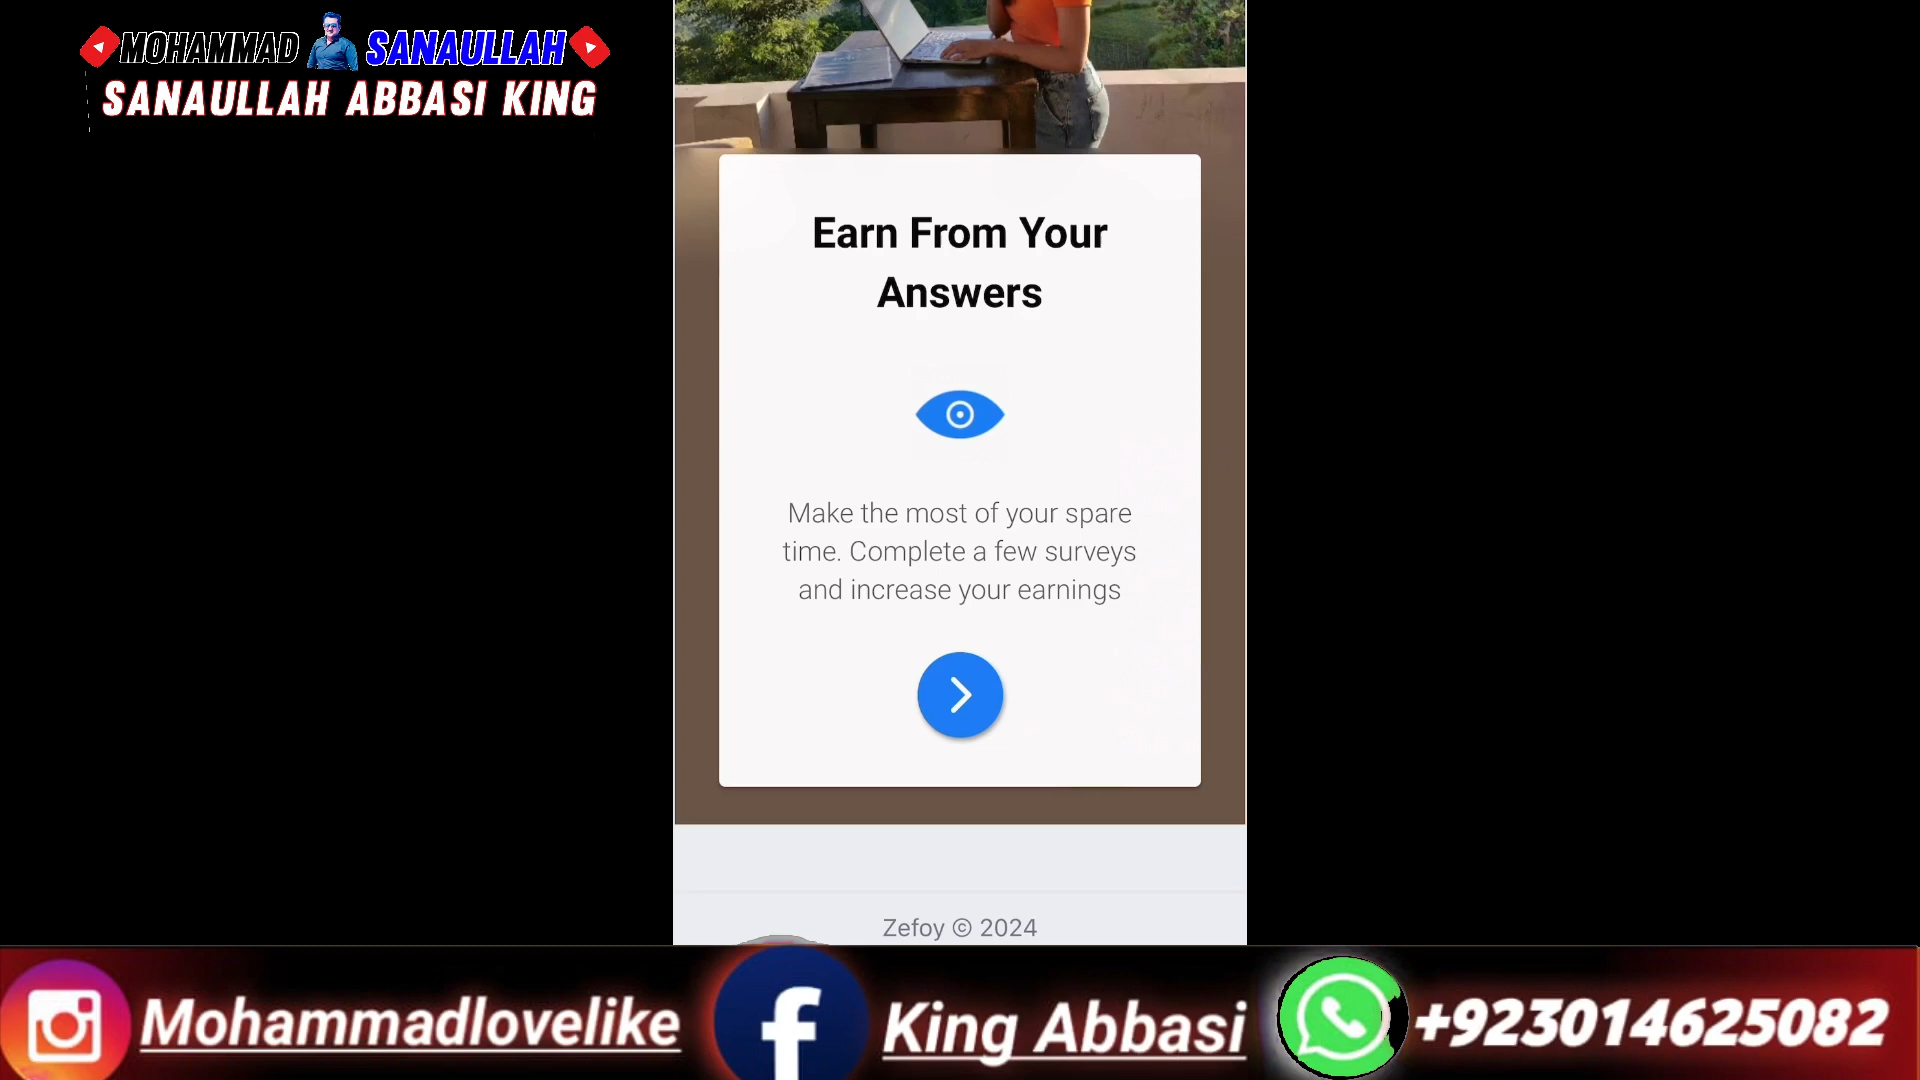 MOHAMMAD SANAULLAH
SANAULLAH ABBASI KING
Earn From Your
Answers
Make the most of your spare
time. Complete a few surveys
and increase your earnings
Zefoy © 2024
Mohammadlovelike
King Abbasi
+923014625082